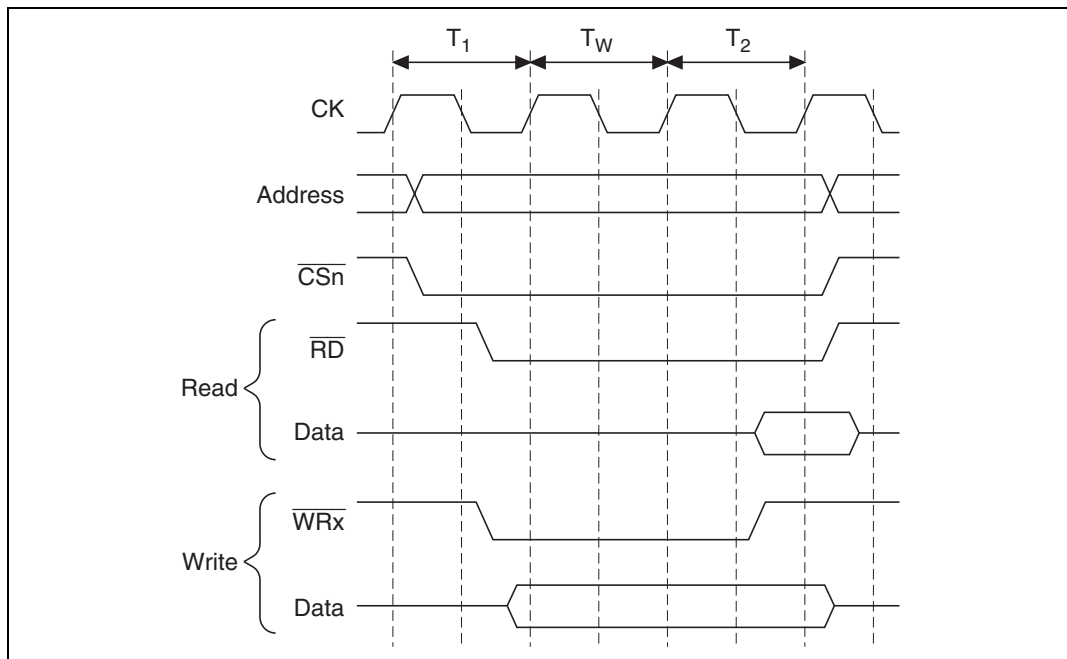 T1 TW T2
CK
Address
CSn
RD
Read
Data
WRx
Write
Data